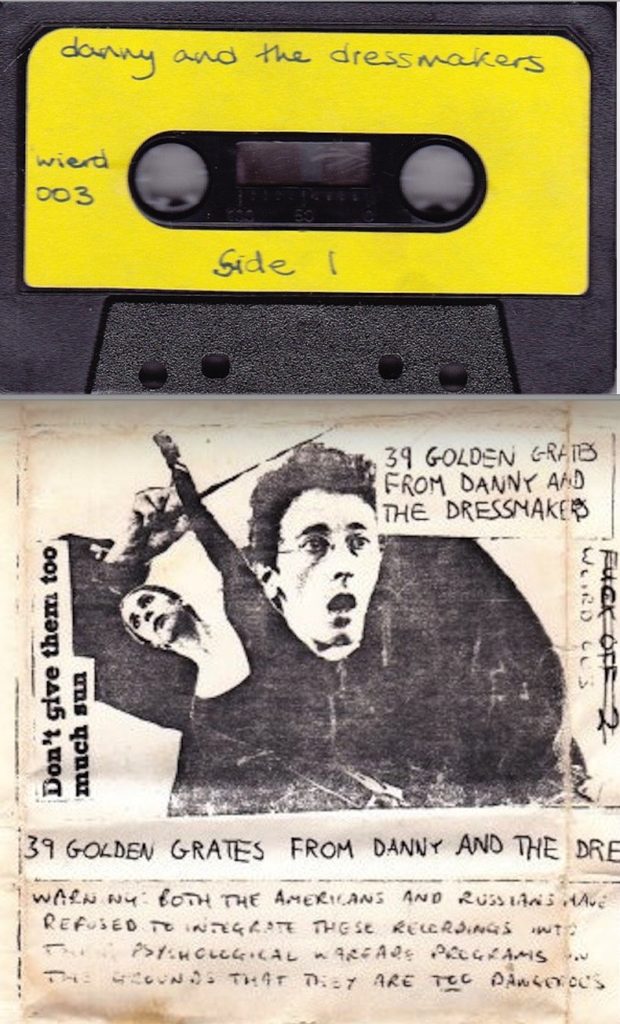 danny and the dressmakers
wierd
003
Side 1
39 GOLDEN GRATES
FROM DANNY AND
THE DRESSMAKERS
Don't give them too
much sun
FUCK OFF 2
WEIRD
39 GOLDEN GRATES FROM DANNY AND THE DRE
WARNING: BOTH THE AMERICANS AND RUSSIANS HAVE
REFUSED TO INTEGRATE THESE RECORDINGS INTO
THEIR PSYCHOLOGICAL WARFARE PROGRAMS ON
THE GROUNDS THAT THEY ARE TOO DANGEROUS